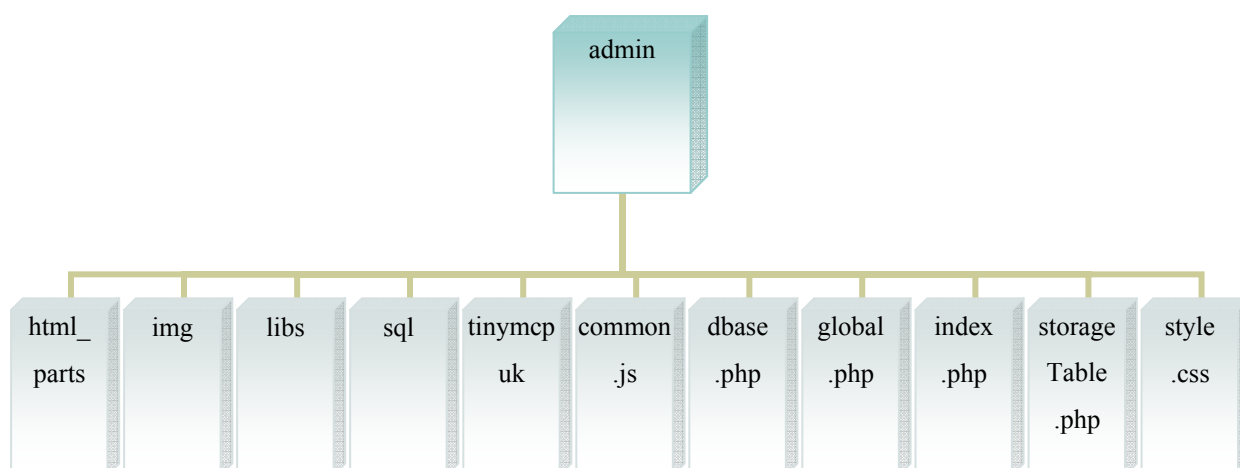 admin
html_
parts
img
libs
sql
tinymcp
uk
common
.js
dbase
.php
global
.php
index
.php
storage
Table
.php
style
.css